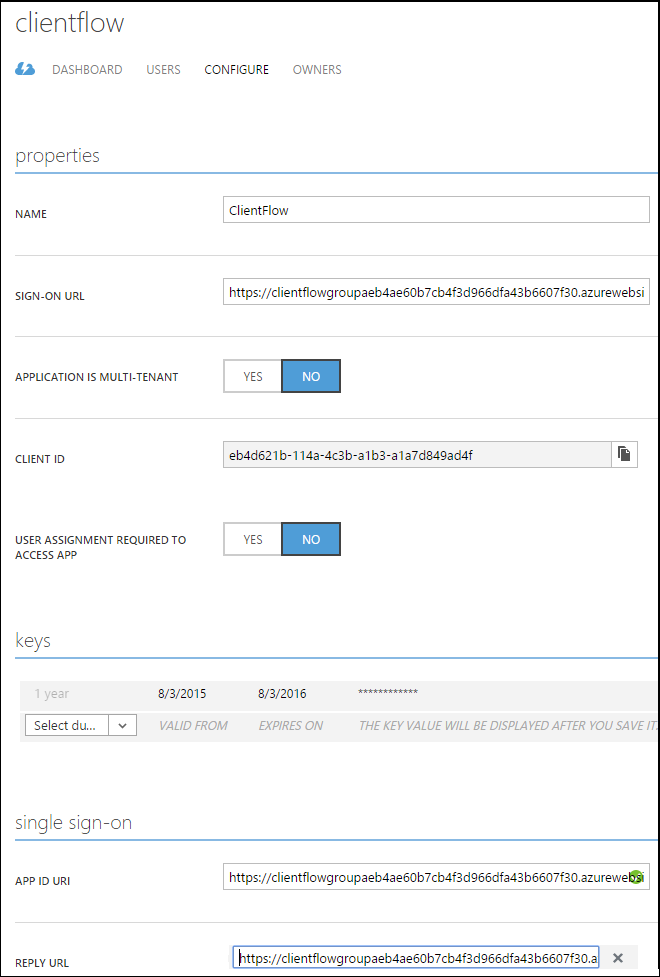 clientflow
DASHBOARD USERS CONFIGURE OWNERS
properties
NAME ClientFlow
SIGN-ON URL https://clientflowgroupaeb4ae60b7cb4f3d966dfa43b6607f30.azurewebsi
APPLICATION IS MULTI-TENANT YES NO
CLIENT ID eb4d621b-114a-4c3b-a1b3-a1a7d849ad4f
USER ASSIGNMENT REQUIRED TO
ACCESS APP YES NO
keys
1 year 8/3/2015 8/3/2016 ************
Select du... VALID FROM EXPIRES ON THE KEY VALUE WILL BE DISPLAYED AFTER YOU SAVE IT.
single sign-on
APP ID URI https://clientflowgroupaeb4ae60b7cb4f3d966dfa43b6607f30.azurewebsi
REPLY URL https://clientflowgroupaeb4ae60b7cb4f3d966dfa43b6607f30.a